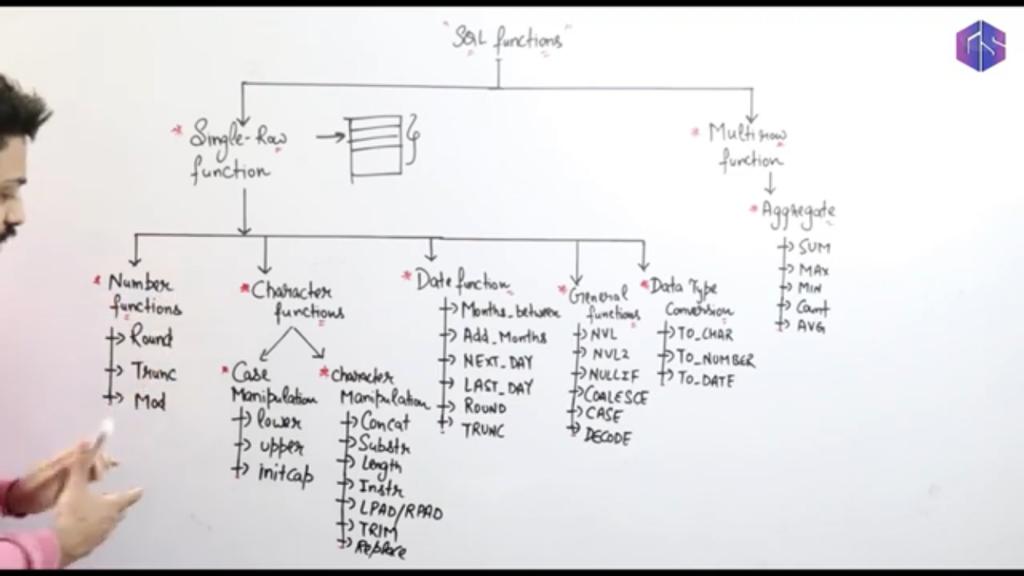 "SQL functions"
* Single-Row
function
* Multirow
function
* Aggregate
SUM
MAX
MIN
Count
AVG
* Number
functions
Round
Trunc
Mod
* Character
functions
* Case
Manipulation
lower
upper
initcap
* character
Manipulation
Concat
Substr
Length
Instr
LPAD/RPAD
TRIM
Replace
* Date function
Months_between
Add_Months
NEXT_DAY
LAST_DAY
ROUND
TRUNC
* General
functions
NVL
NVL2
NULLIF
COALESCE
CASE
DECODE
* Data Type
Conversion
TO_CHAR
TO_NUMBER
TO_DATE